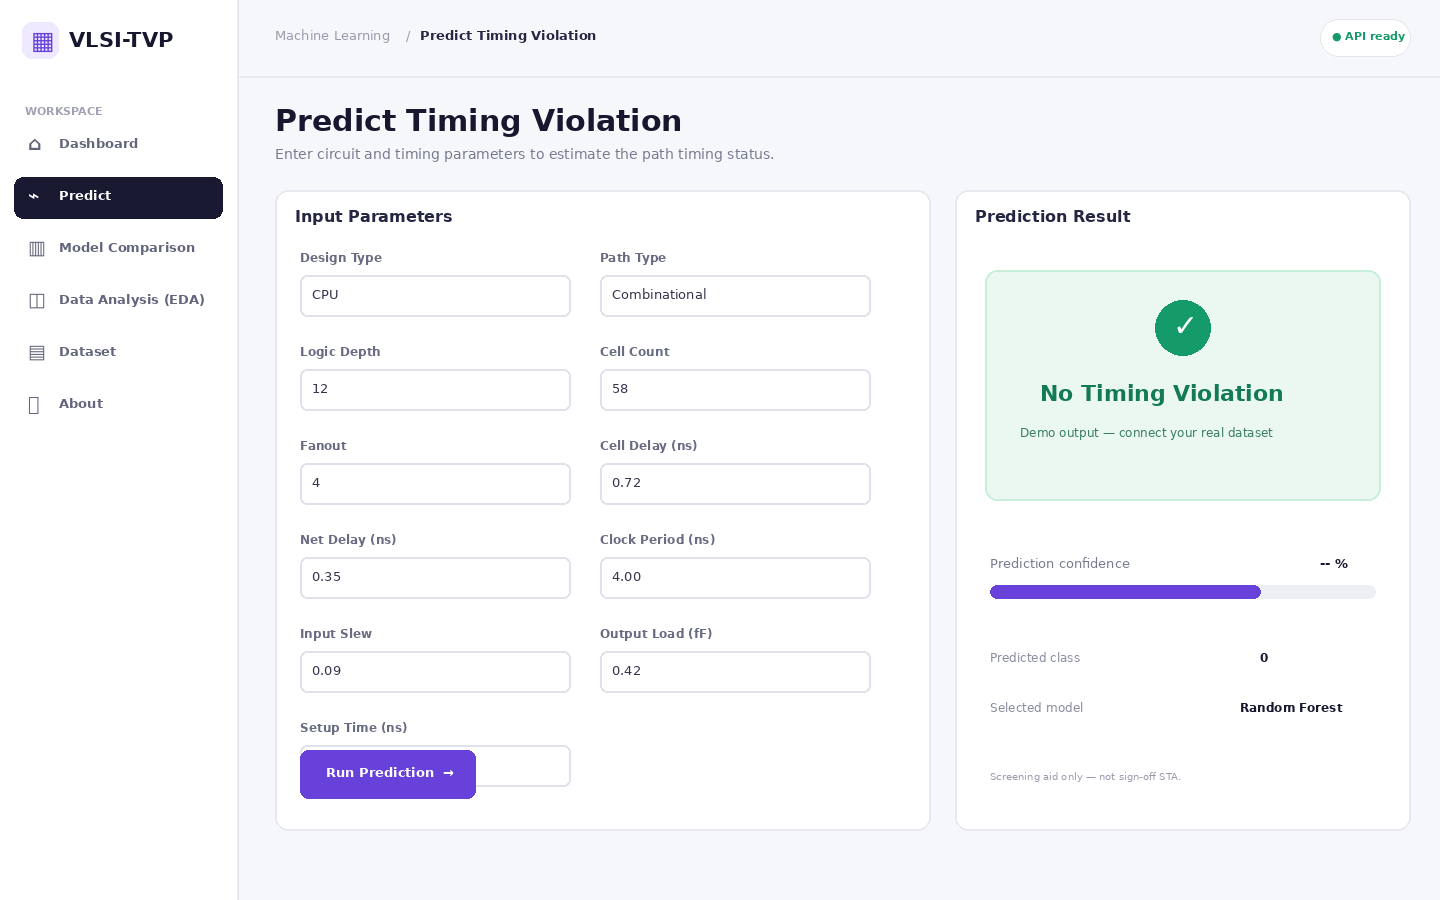 VLSI-TVP
WORKSPACE
Dashboard
Predict
Model Comparison
Data Analysis (EDA)
Dataset
About
Machine Learning / Predict Timing Violation
● API ready
Predict Timing Violation
Enter circuit and timing parameters to estimate the path timing status.
Input Parameters
Design Type
CPU
Path Type
Combinational
Logic Depth
12
Cell Count
58
Fanout
4
Cell Delay (ns)
0.72
Net Delay (ns)
0.35
Clock Period (ns)
4.00
Input Slew
0.09
Output Load (fF)
0.42
Setup Time (ns)
Run Prediction →
Prediction Result
✓
No Timing Violation
Demo output — connect your real dataset
Prediction confidence -- %
Predicted class 0
Selected model Random Forest
Screening aid only — not sign-off STA.